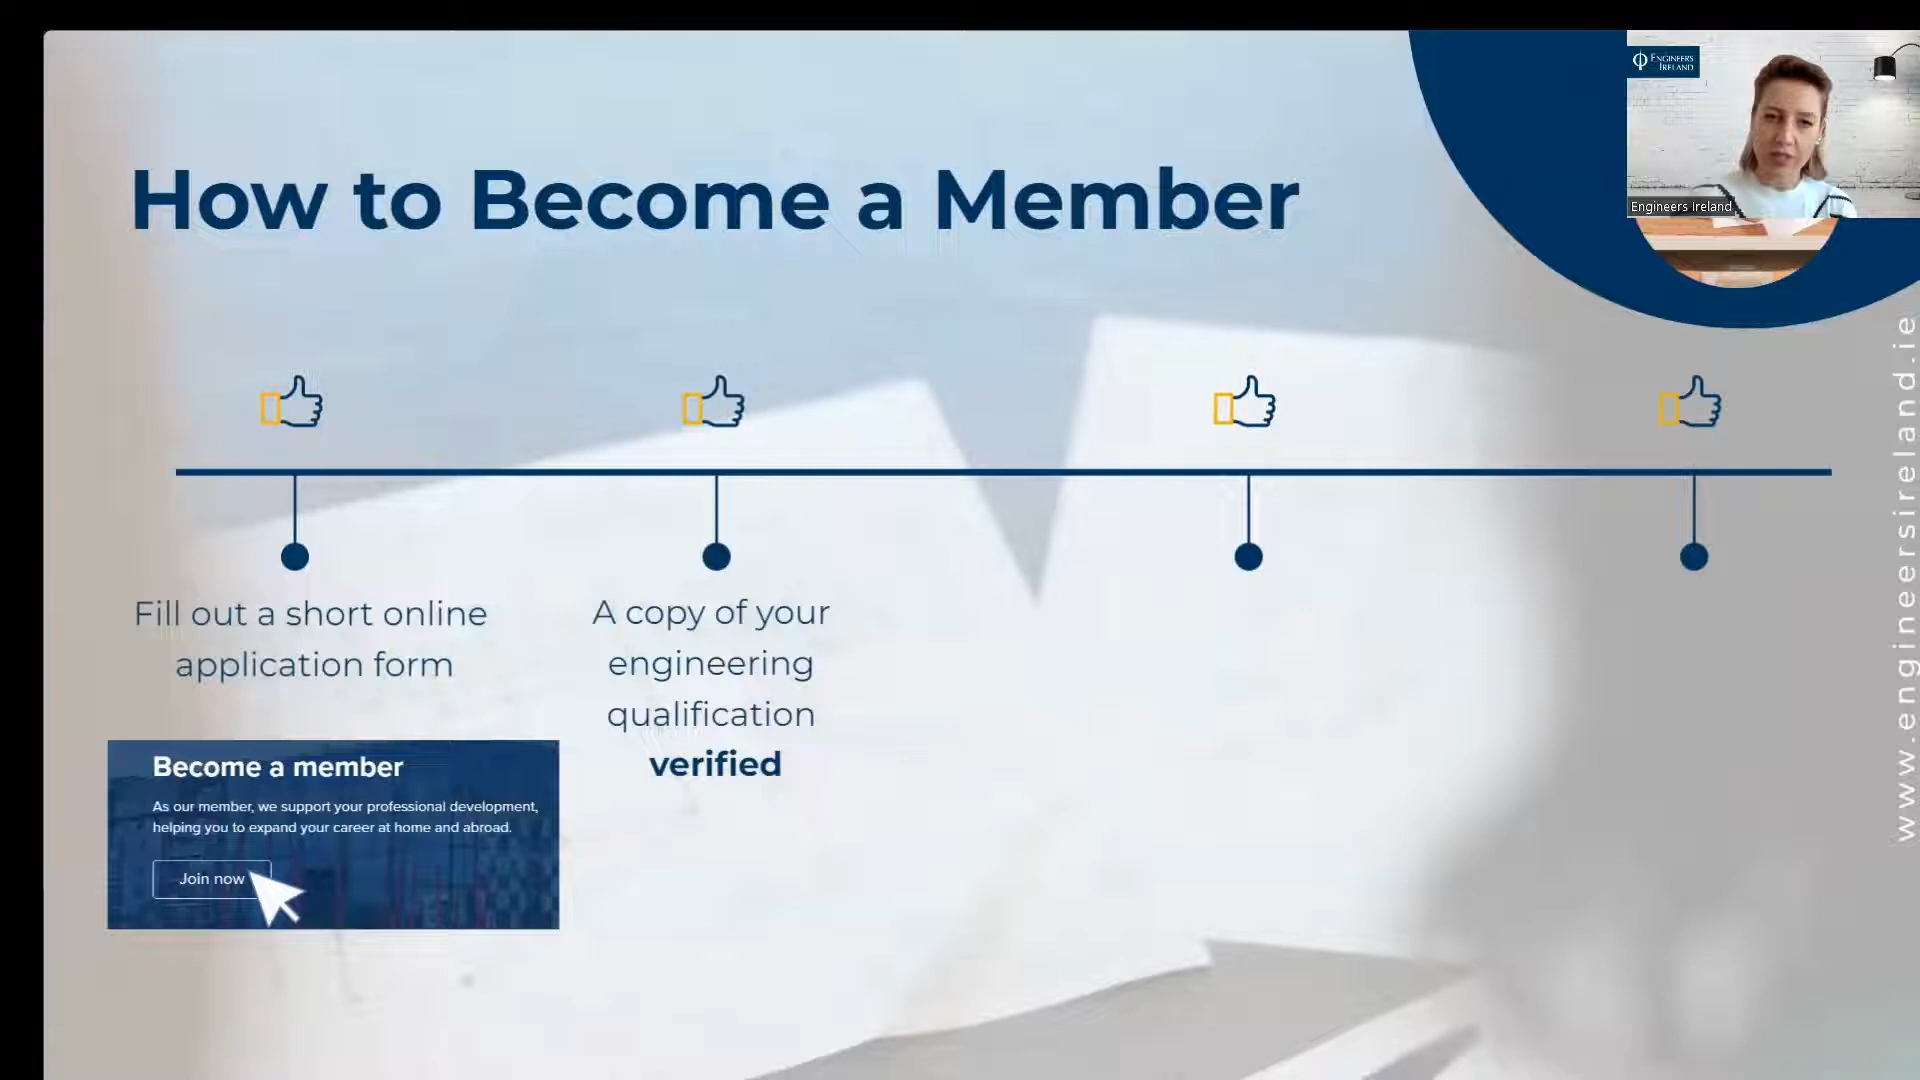 How to Become a Member
ENGINEERS
IRELAND
Engineers Ireland
www.engineersireland.ie
Fill out a short online
application form
A copy of your
engineering
qualification
verified
Become a member
As our member, we support your professional development,
helping you to expand your career at home and abroad.
Join now